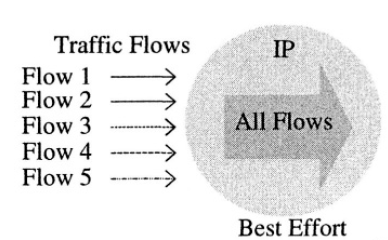 Traffic Flows
IP
Flow 1
Flow 2
Flow 3
Flow 4
Flow 5
All Flows
Best Effort